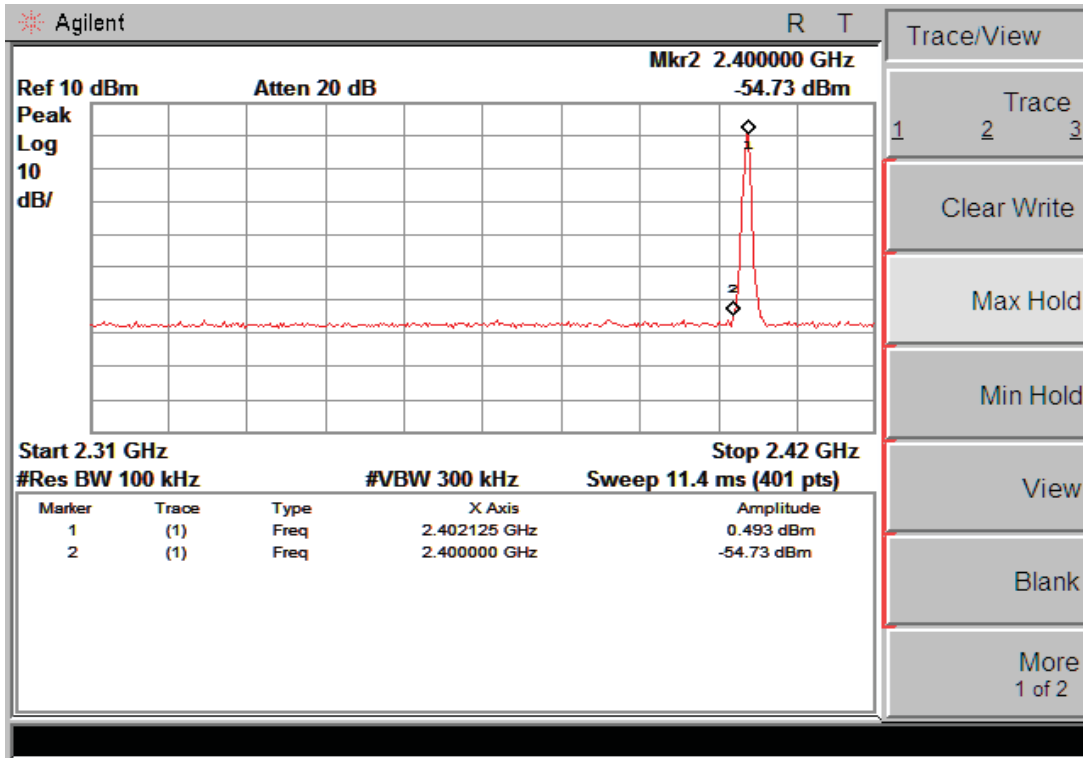 Agilent
R T
Mkr2 2.400000 GHz
Ref 10 dBm Atten 20 dB -54.73 dBm
Peak
Log
10
dB/
1
2
Start 2.31 GHz Stop 2.42 GHz
#Res BW 100 kHz #VBW 300 kHz Sweep 11.4 ms (401 pts)
Marker Trace Type X Axis Amplitude
1 (1) Freq 2.402125 GHz 0.493 dBm
2 (1) Freq 2.400000 GHz -54.73 dBm
Trace/View
Trace
1 2 3
Clear Write
Max Hold
Min Hold
View
Blank
More
1 of 2